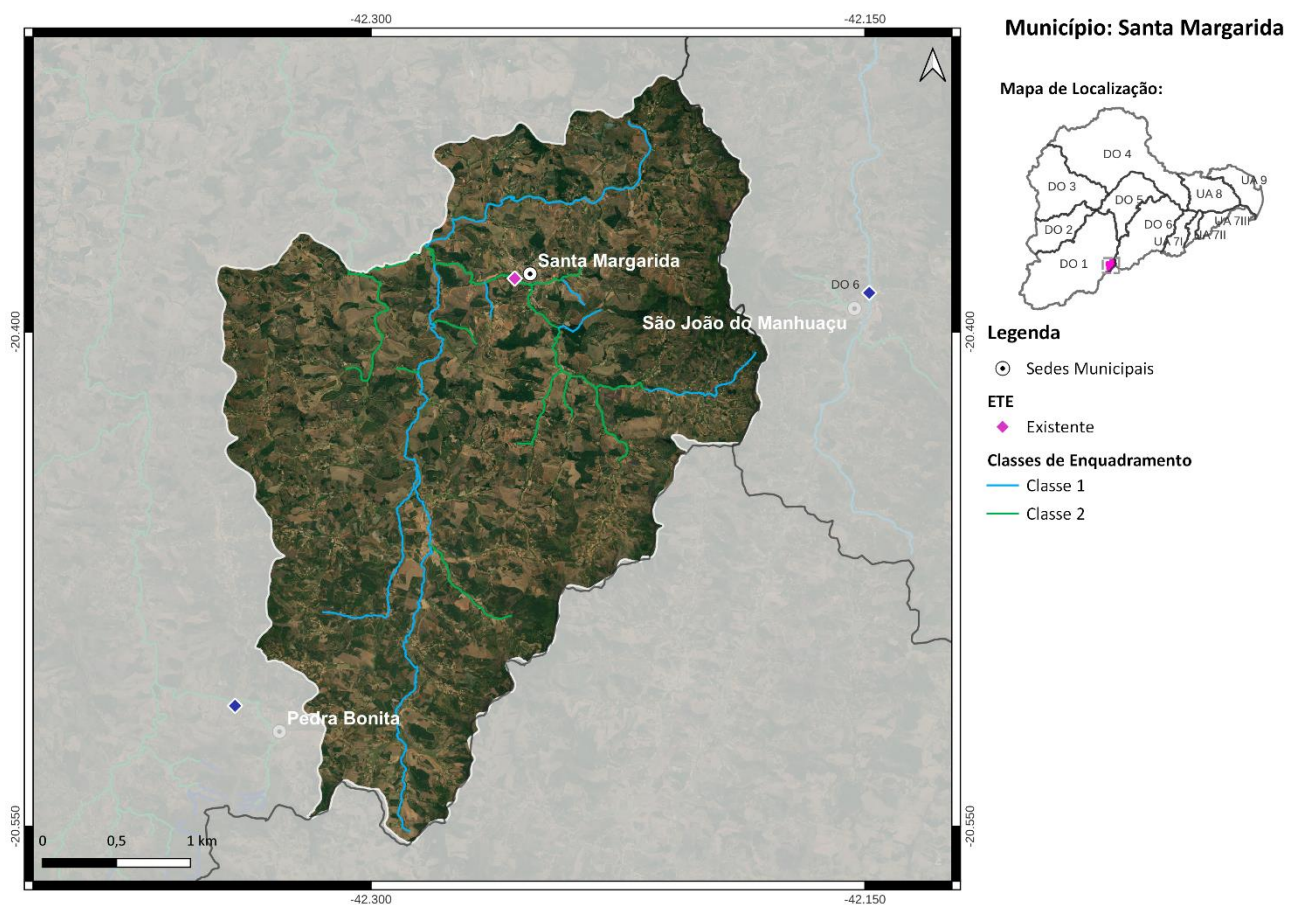 -42.300
-42.150
Município: Santa Margarida
Mapa de Localização:
DO 4
DO 3
DO 5
UA 8
UA 9
DO 2
DO 6
UA 7III
UA 7II
UA 7I
DO 1
Santa Margarida
DO 6
São João do Manhuaçu
-20.400
-20.400
Legenda
Sedes Municipais
ETE
Existente
Classes de Enquadramento
Classe 1
Classe 2
Pedra Bonita
-20.550
-20.550
0 0,5 1 km
-42.300
-42.150